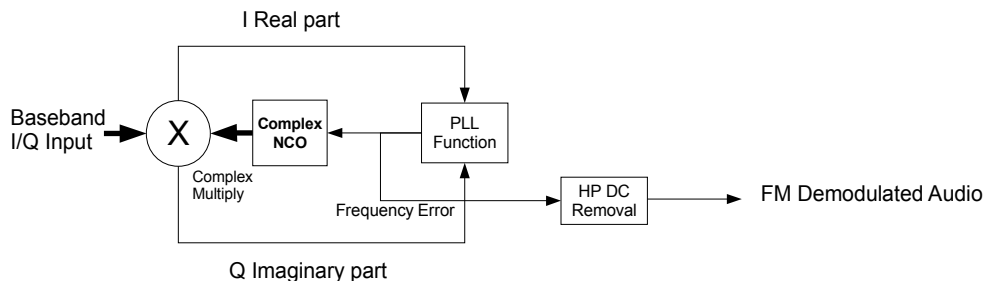 I Real part
Baseband
I/Q Input
X
Complex
NCO
PLL
Function
Complex
Multiply
Frequency Error
HP DC
Removal
FM Demodulated Audio
Q Imaginary part